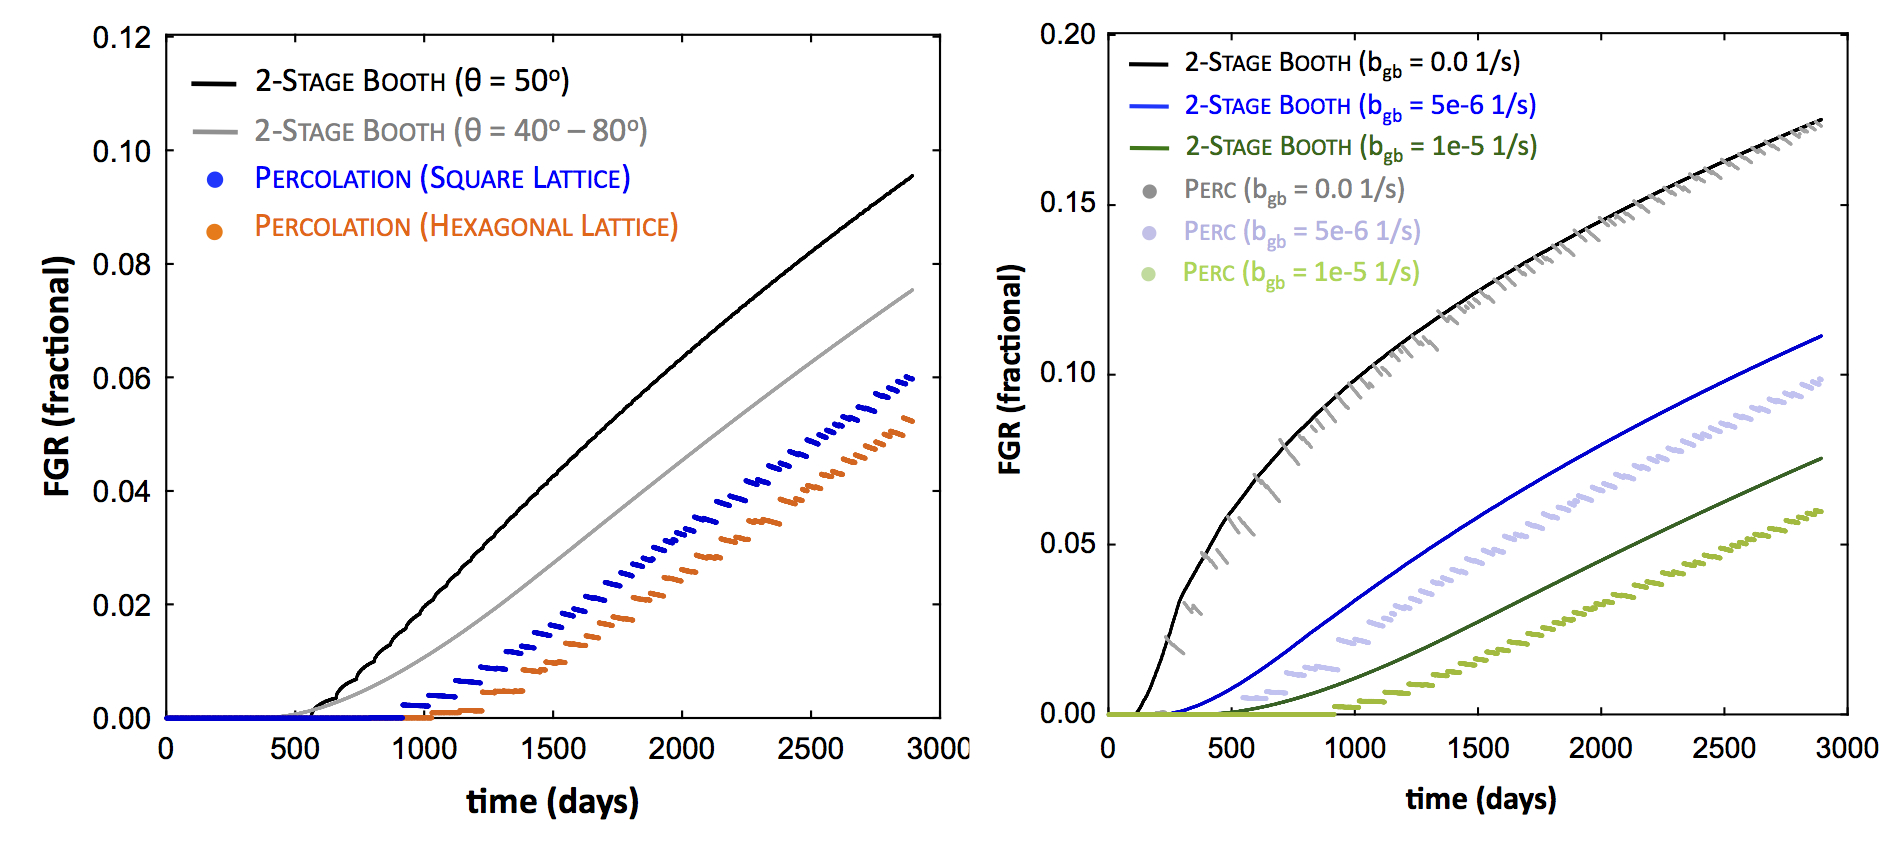 0.12
0.10
0.08
0.06
0.04
0.02
0.00
FGR (fractional)
2-STAGE BOOTH (θ = 50º)
2-STAGE BOOTH (θ = 40º – 80º)
PERCOLATION (SQUARE LATTICE)
PERCOLATION (HEXAGONAL LATTICE)
0 500 1000 1500 2000 2500 3000
time (days)
0.20
0.15
0.10
0.05
0.00
FGR (fractional)
2-STAGE BOOTH (bgb = 0.0 1/s)
2-STAGE BOOTH (bgb = 5e-6 1/s)
2-STAGE BOOTH (bgb = 1e-5 1/s)
PERC (bgb = 0.0 1/s)
PERC (bgb = 5e-6 1/s)
PERC (bgb = 1e-5 1/s)
0 500 1000 1500 2000 2500 3000
time (days)